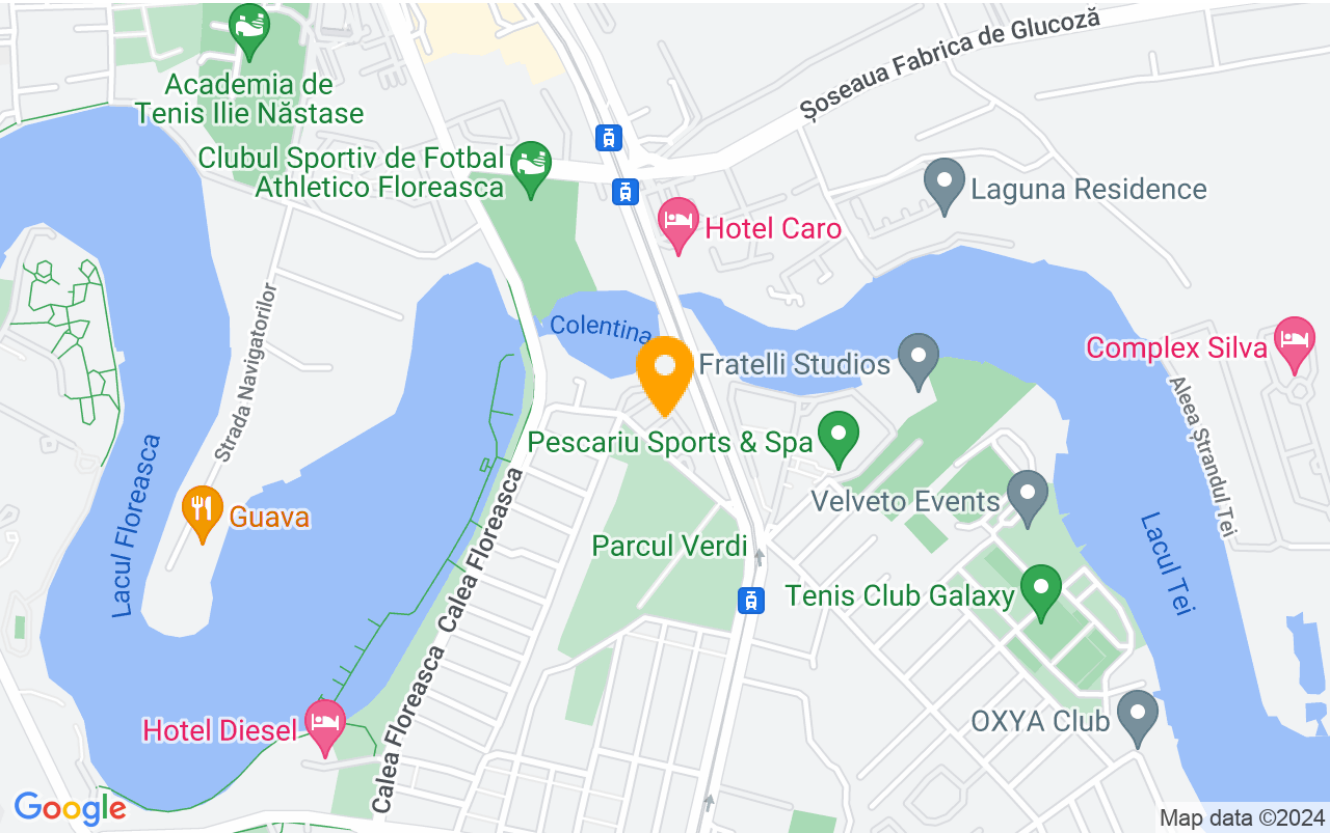 Șoseaua Fabrica de Glucoză
Academia de
Tenis Ilie Năstase
Clubul Sportiv de Fotbal
Athletico Floreasca
Laguna Residence
Hotel Caro
Colentina
Strada Navigatorilor
Complex Silva
Fratelli Studios
Aleea Ștrandul Tei
Pescariu Sports & Spa
Lacul Floreasca
Guava
Velveto Events
Calea Floreasca
Parcul Verdi
Lacul Tei
Tenis Club Galaxy
Calea Floreasca
Hotel Diesel
OXYA Club
Google
Map data ©2024